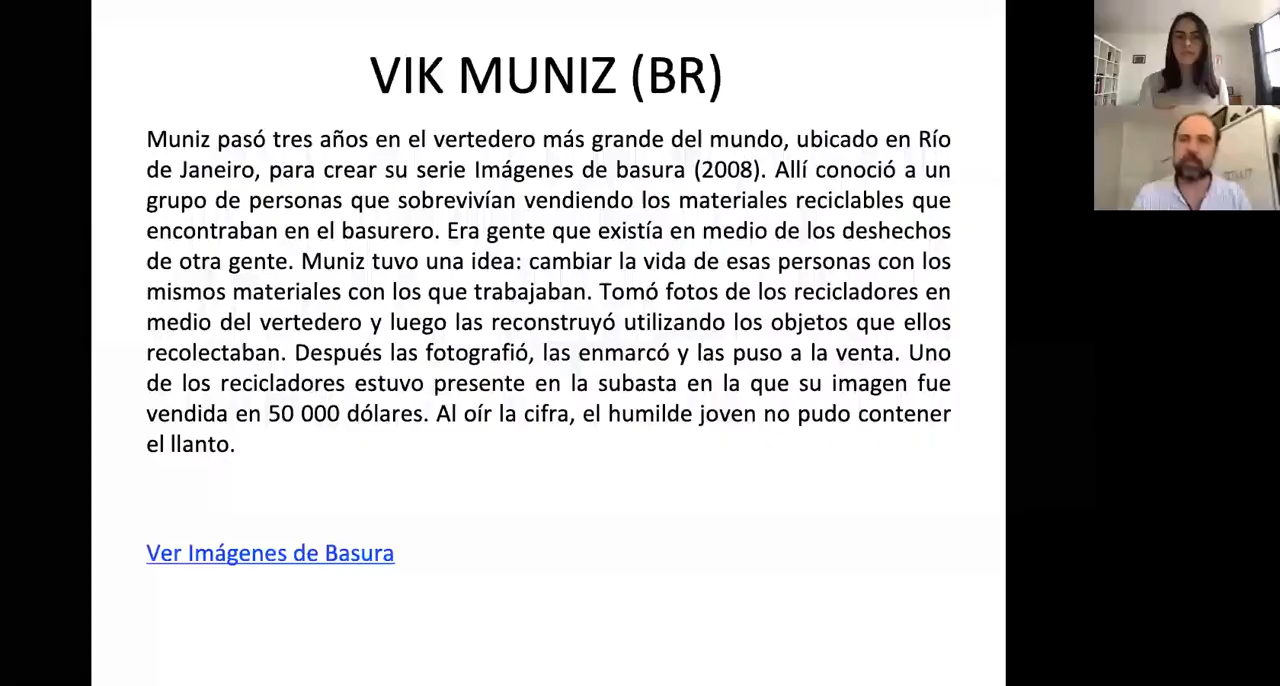 VIK MUNIZ (BR)
Muniz pasó tres años en el vertedero más grande del mundo, ubicado en Río
de Janeiro, para crear su serie Imágenes de basura (2008). Allí conoció a un
grupo de personas que sobrevivían vendiendo los materiales reciclables que
encontraban en el basurero. Era gente que existía en medio de los deshechos
de otra gente. Muniz tuvo una idea: cambiar la vida de esas personas con los
mismos materiales con los que trabajaban. Tomó fotos de los recicladores en
medio del vertedero y luego las reconstruyó utilizando los objetos que ellos
recolectaban. Después las fotografió, las enmarcó y las puso a la venta. Uno
de los recicladores estuvo presente en la subasta en la que su imagen fue
vendida en 50 000 dólares. Al oír la cifra, el humilde joven no pudo contener
el llanto.
Ver Imágenes de Basura